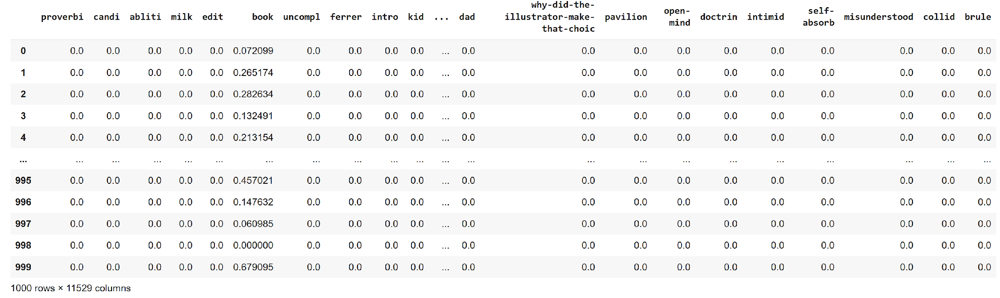 proverbi candi abliti milk edit book uncompl ferrer intro kid ... dad why-did-the-illustrator-make-that-choic pavilion open-mind doctrin intimid self-absorb misunderstood collid brule
0 0.0 0.0 0.0 0.0 0.0 0.072099 0.0 0.0 0.0 0.0 ... 0.0 0.0 0.0 0.0 0.0 0.0 0.0 0.0 0.0 0.0
1 0.0 0.0 0.0 0.0 0.0 0.265174 0.0 0.0 0.0 0.0 ... 0.0 0.0 0.0 0.0 0.0 0.0 0.0 0.0 0.0 0.0
2 0.0 0.0 0.0 0.0 0.0 0.282634 0.0 0.0 0.0 0.0 ... 0.0 0.0 0.0 0.0 0.0 0.0 0.0 0.0 0.0 0.0
3 0.0 0.0 0.0 0.0 0.0 0.132491 0.0 0.0 0.0 0.0 ... 0.0 0.0 0.0 0.0 0.0 0.0 0.0 0.0 0.0 0.0
4 0.0 0.0 0.0 0.0 0.0 0.213154 0.0 0.0 0.0 0.0 ... 0.0 0.0 0.0 0.0 0.0 0.0 0.0 0.0 0.0 0.0
... ... ... ... ... ... ... ... ... ... ... ... ... ... ... ... ... ... ... ... ... ...
995 0.0 0.0 0.0 0.0 0.0 0.457021 0.0 0.0 0.0 0.0 ... 0.0 0.0 0.0 0.0 0.0 0.0 0.0 0.0 0.0 0.0
996 0.0 0.0 0.0 0.0 0.0 0.147632 0.0 0.0 0.0 0.0 ... 0.0 0.0 0.0 0.0 0.0 0.0 0.0 0.0 0.0 0.0
997 0.0 0.0 0.0 0.0 0.0 0.060985 0.0 0.0 0.0 0.0 ... 0.0 0.0 0.0 0.0 0.0 0.0 0.0 0.0 0.0 0.0
998 0.0 0.0 0.0 0.0 0.0 0.000000 0.0 0.0 0.0 0.0 ... 0.0 0.0 0.0 0.0 0.0 0.0 0.0 0.0 0.0 0.0
999 0.0 0.0 0.0 0.0 0.0 0.679095 0.0 0.0 0.0 0.0 ... 0.0 0.0 0.0 0.0 0.0 0.0 0.0 0.0 0.0 0.0
1000 rows × 11529 columns